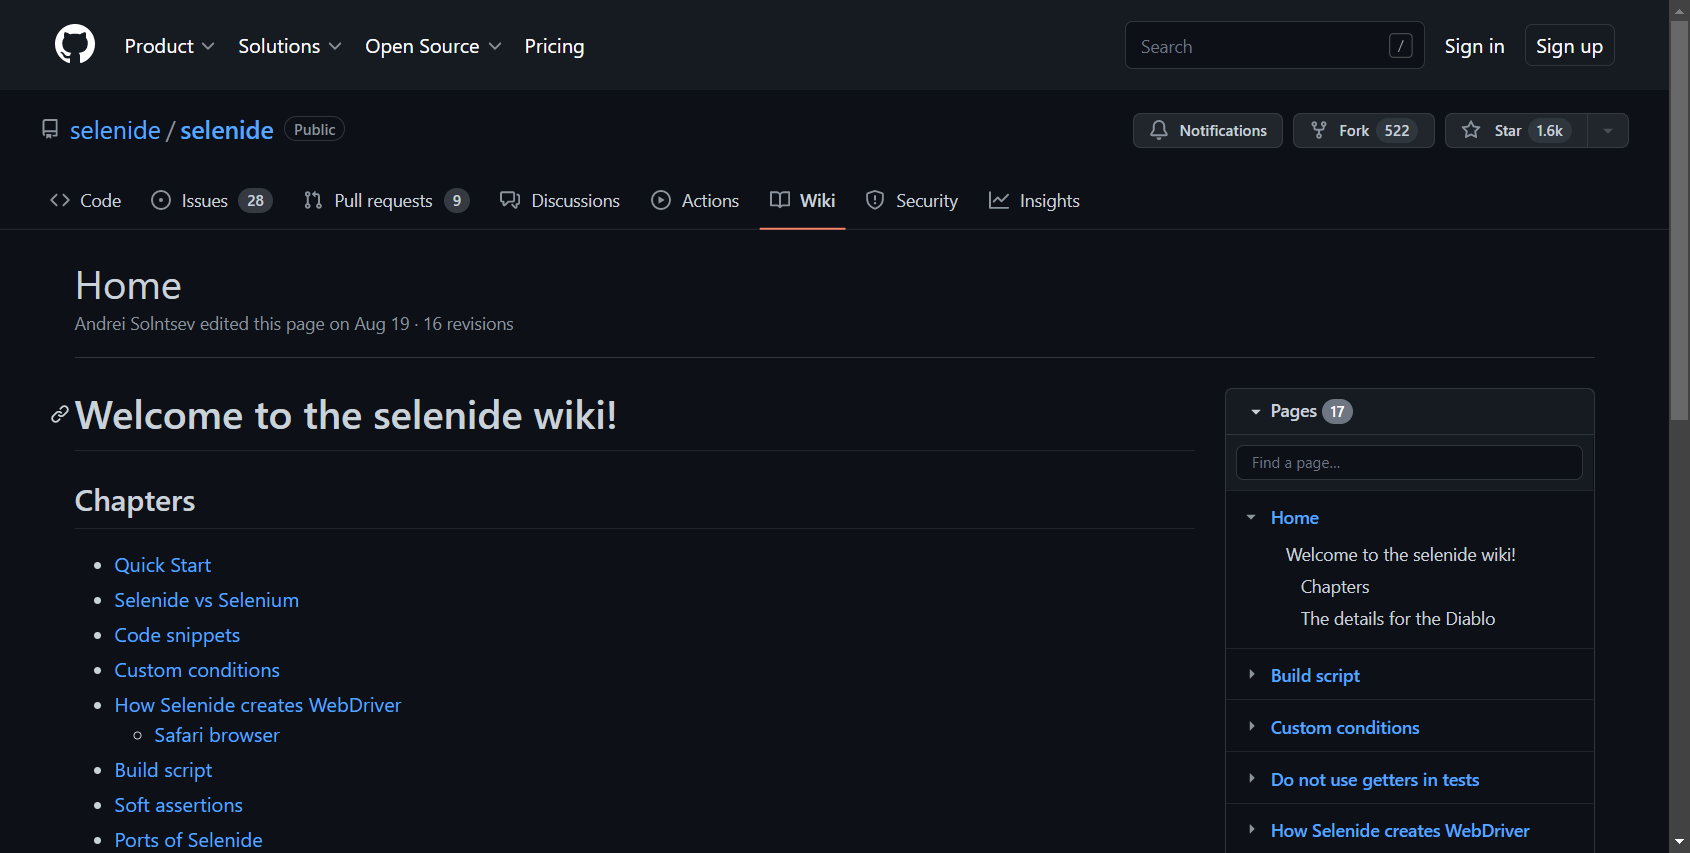 Product Solutions Open Source Pricing Search / Sign in Sign up
selenide / selenide Public Notifications Fork 522 Star 1.6k
Code Issues 28 Pull requests 9 Discussions Actions Wiki Security Insights
Home
Andrei Solntsev edited this page on Aug 19 · 16 revisions
Welcome to the selenide wiki!
Chapters
Quick Start
Selenide vs Selenium
Code snippets
Custom conditions
How Selenide creates WebDriver
Safari browser
Build script
Soft assertions
Ports of Selenide
Pages 17
Find a page...
Home
Welcome to the selenide wiki!
Chapters
The details for the Diablo
Build script
Custom conditions
Do not use getters in tests
How Selenide creates WebDriver